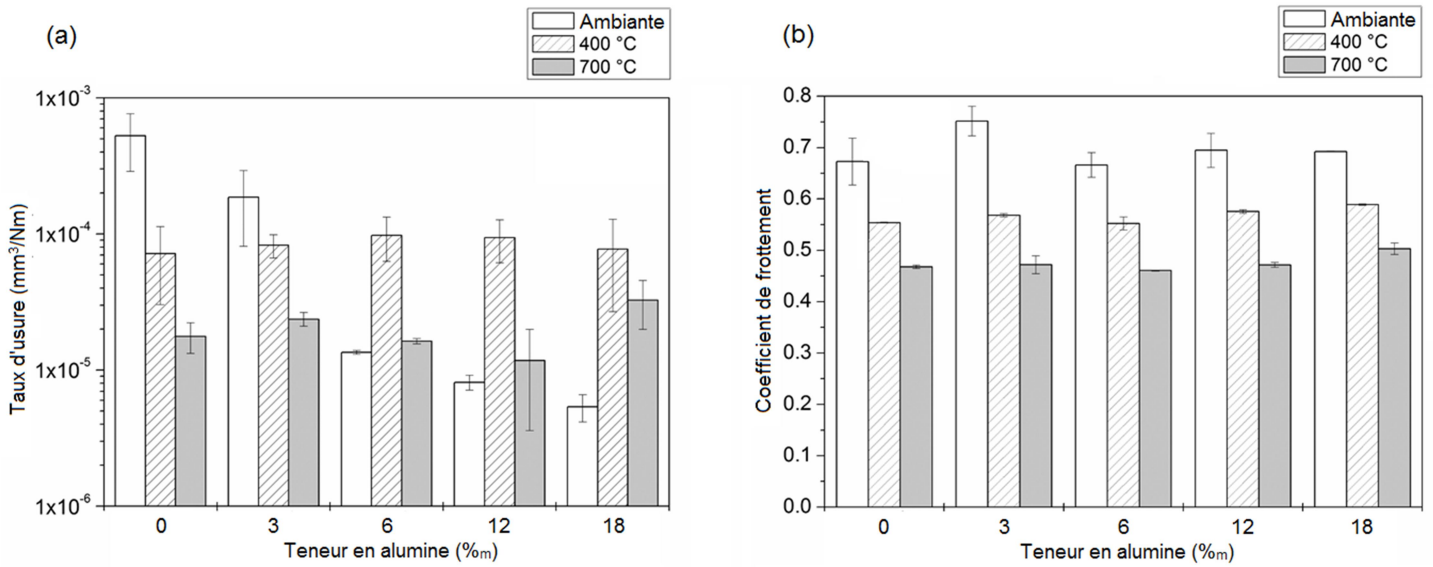 (a)
Ambiante
400 °C
700 °C
1x10⁻³
1x10⁻⁴
1x10⁻⁵
1x10⁻⁶
Taux d'usure (mm³/Nm)
0 3 6 12 18
Teneur en alumine (%m)
(b)
Ambiante
400 °C
700 °C
0.8
0.7
0.6
0.5
0.4
0.3
0.2
0.1
0.0
Coefficient de frottement
0 3 6 12 18
Teneur en alumine (%m)